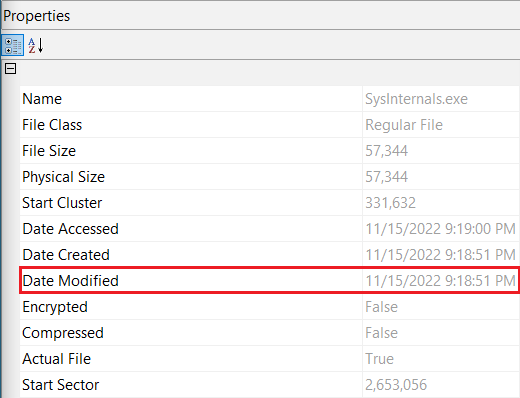 Properties
A Z
Name SysInternals.exe
File Class Regular File
File Size 57,344
Physical Size 57,344
Start Cluster 331,632
Date Accessed 11/15/2022 9:19:00 PM
Date Created 11/15/2022 9:18:51 PM
Date Modified 11/15/2022 9:18:51 PM
Encrypted False
Compressed False
Actual File True
Start Sector 2,653,056